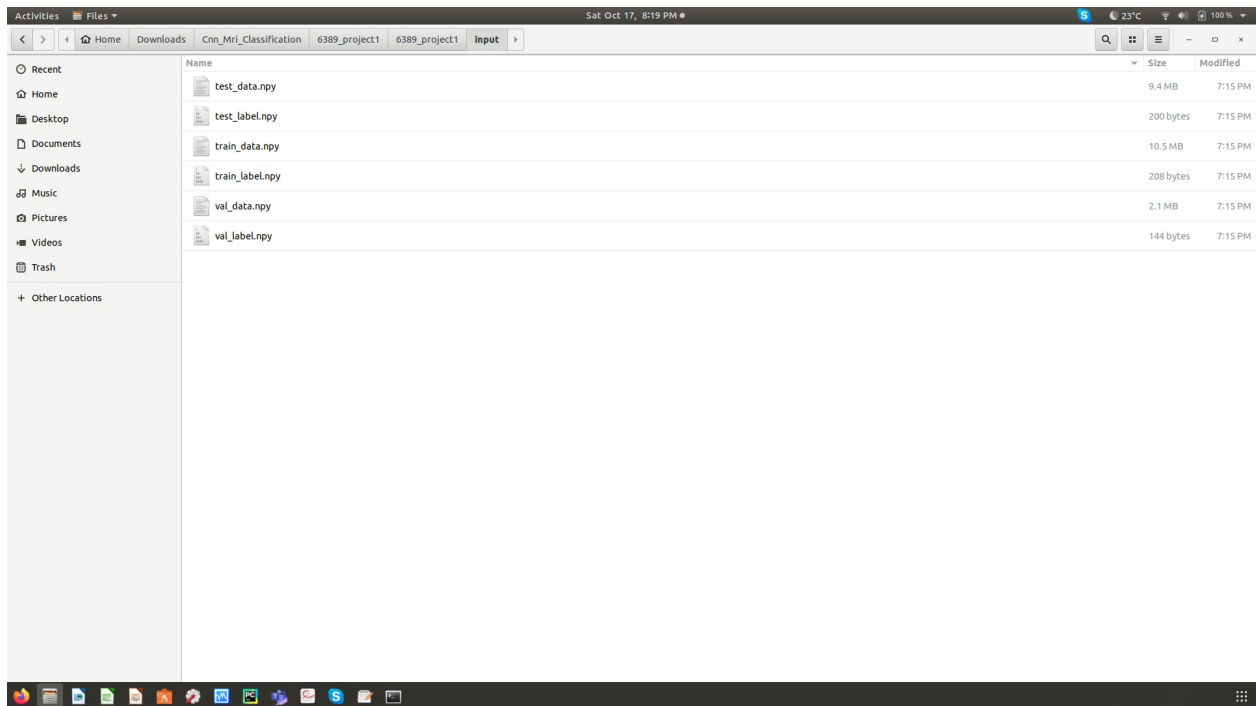 Activities Files Sat Oct 17, 8:19 PM S 23°C 100%
Home Downloads Cnn_Mri_Classification 6389_project1 6389_project1 input
Recent
Home
Desktop
Documents
Downloads
Music
Pictures
Videos
Trash
+ Other Locations
Name Size Modified
test_data.npy 9.4 MB 7:15 PM
test_label.npy 200 bytes 7:15 PM
train_data.npy 10.5 MB 7:15 PM
train_label.npy 208 bytes 7:15 PM
val_data.npy 2.1 MB 7:15 PM
val_label.npy 144 bytes 7:15 PM
PC S